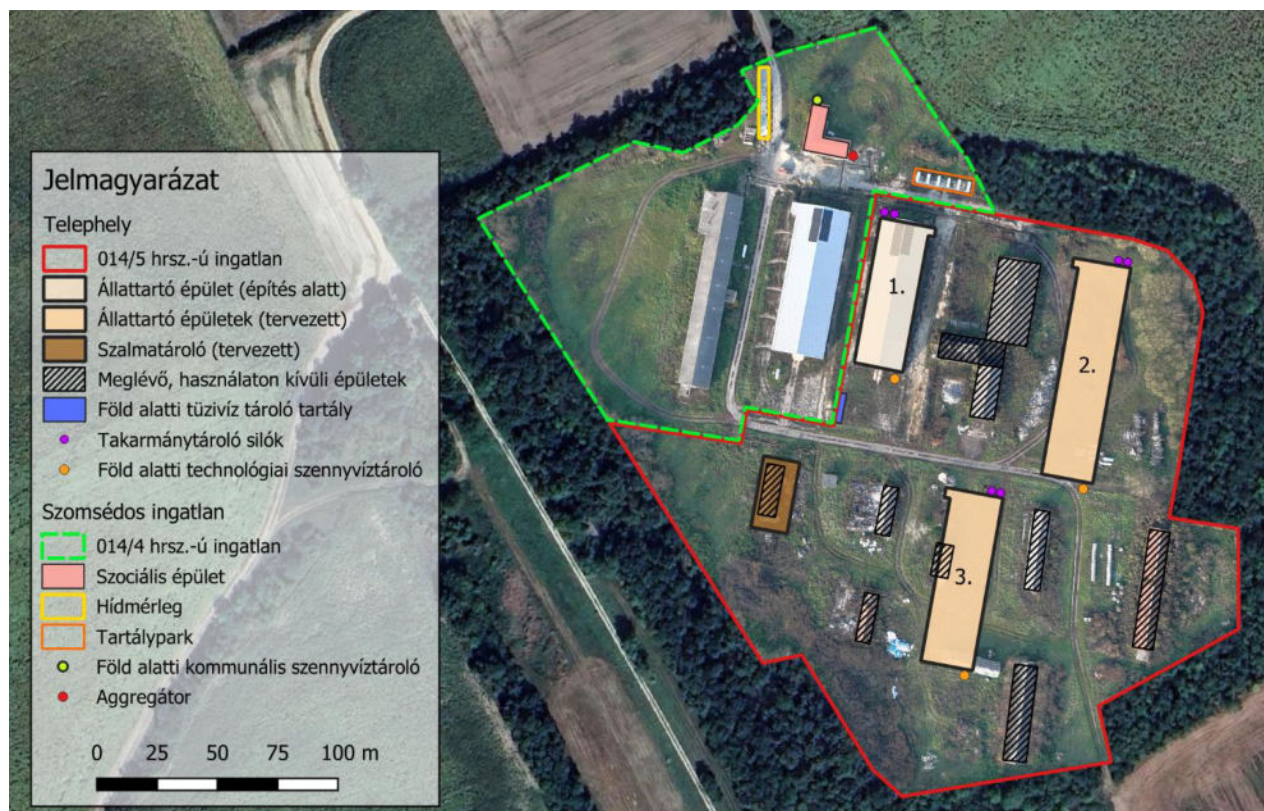 Jelmagyarázat
Telephely
014/5 hrsz.-ú ingatlan
Állattartó épület (építés alatt)
Állattartó épületek (tervezett)
Szalmatároló (tervezett)
Meglévő, használaton kívüli épületek
Föld alatti tüzivíz tároló tartály
Takarmánytároló silók
Föld alatti technológiai szennyvíztároló
Szomsédos ingatlan
014/4 hrsz.-ú ingatlan
Szociális épület
Hídmérleg
Tartálypark
Föld alatti kommunális szennyvíztároló
Aggregátor
0 25 50 75 100 m
1.
2.
3.